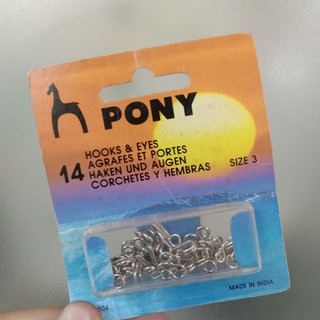 PONY
14
HOOKS & EYES
AGRAFES ET PORTES
HAKEN UND AUGEN
CORCHETES Y HEMBRAS
SIZE 3
MADE IN INDIA